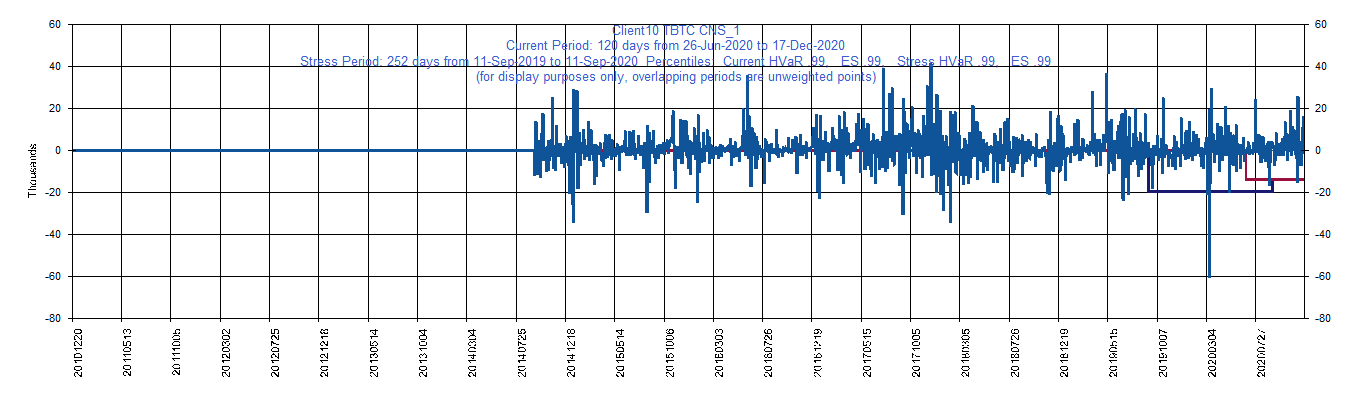 Client10 TBTC CNS_1
Current Period: 120 days from 26-Jun-2020 to 17-Dec-2020
Stress Period: 252 days from 11-Sep-2019 to 11-Sep-2020 Percentiles: Current HVaR .99, ES .99, Stress HVaR .99, ES .99
(for display purposes only, overlapping periods are unweighted points)
60 60
40 40
20 20
0 0
-20 -20
-40 -40
-60 -60
-80 -80
Thousands
20101220 20110513 20111005 20120302 20120725 20121218 20130514 20131004 20140304 20140725 20141218 20150514 20151006 20160303 20160726 20161219 20170515 20171005 20180305 20180726 20181219 20190515 20191007 20200304 20200727